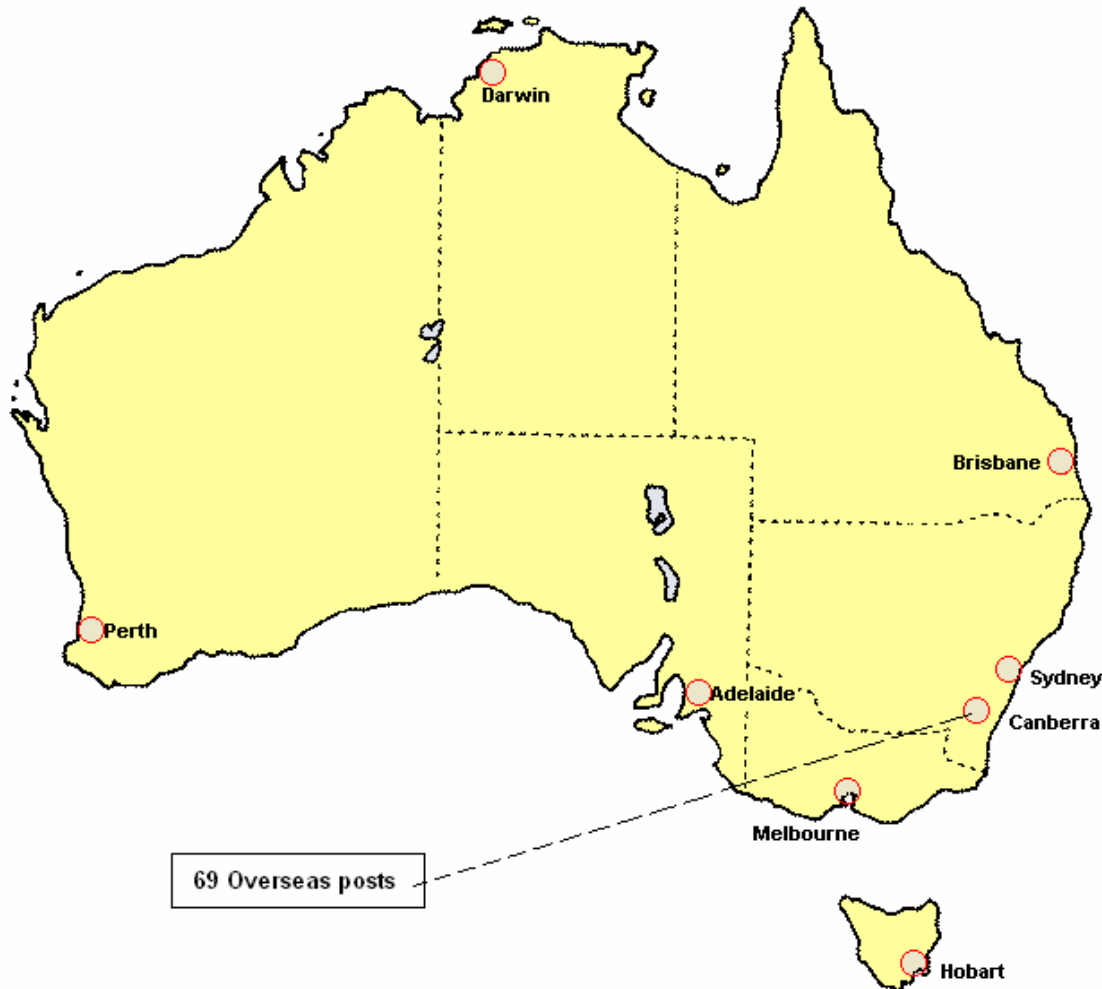 Darwin
Brisbane
Perth
Sydney
Adelaide
Canberra
Melbourne
69 Overseas posts
Hobart